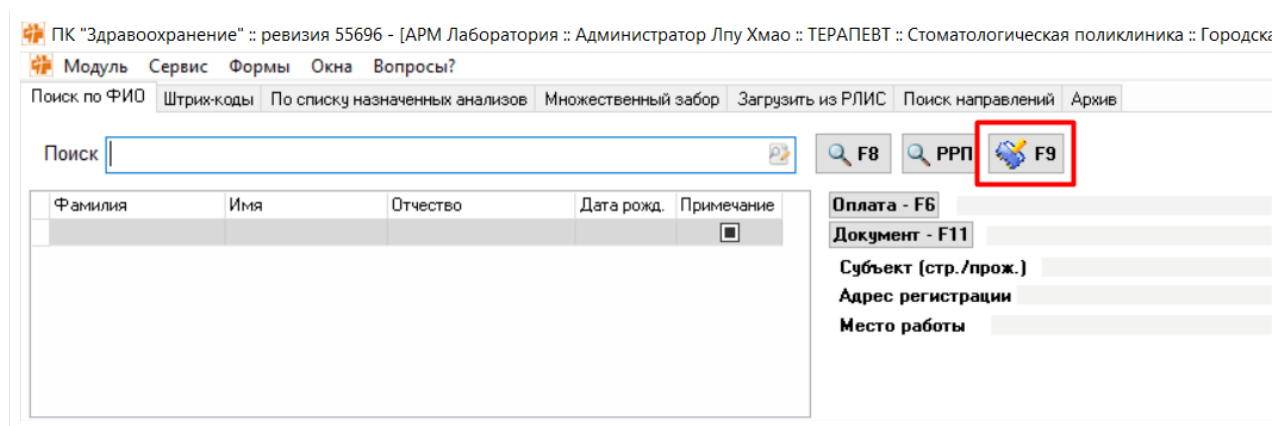 ПК "Здравоохранение" :: ревизия 55696 - [АРМ Лаборатория :: Администратор Лпу Хмао :: ТЕРАПЕВТ :: Стоматологическая поликлиника :: Городска
Модуль Сервис Формы Окна Вопросы?
Поиск по ФИО Штрих-коды По списку назначенных анализов Множественный забор Загрузить из РЛИС Поиск направлений Архив
Поиск F8 РРП F9
Фамилия Имя Отчество Дата рожд. Примечание Оплата - F6
Документ - F11
Субъект (стр./прож.)
Адрес регистрации
Место работы